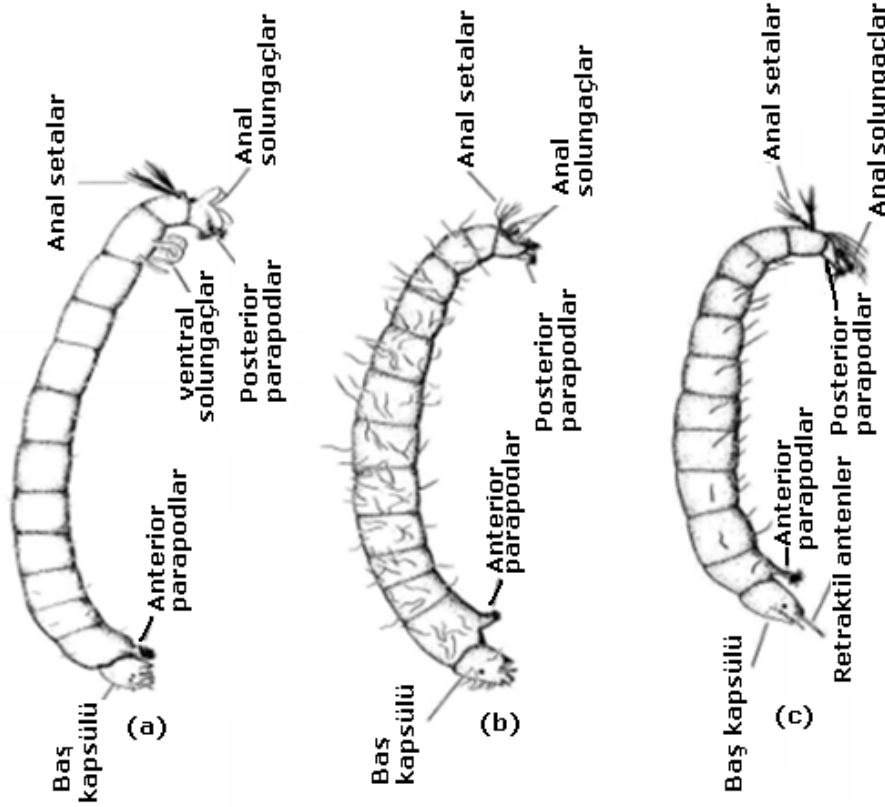 Baş
kapsülü
(a)
Anterior
parapodlar
Anal setalar
ventral
solungaçlar
Posterior
parapodlar
Anal
solungaçlar
Baş
kapsülü
(b)
Anterior
parapodlar
Anal setalar
Posterior
parapodlar
Anal
solungaçlar
Baş kapsülü
(c)
Retraktil antenler
Anterior
parapodlar
Anal setalar
Posterior
parapodlar
Anal solungaçlar